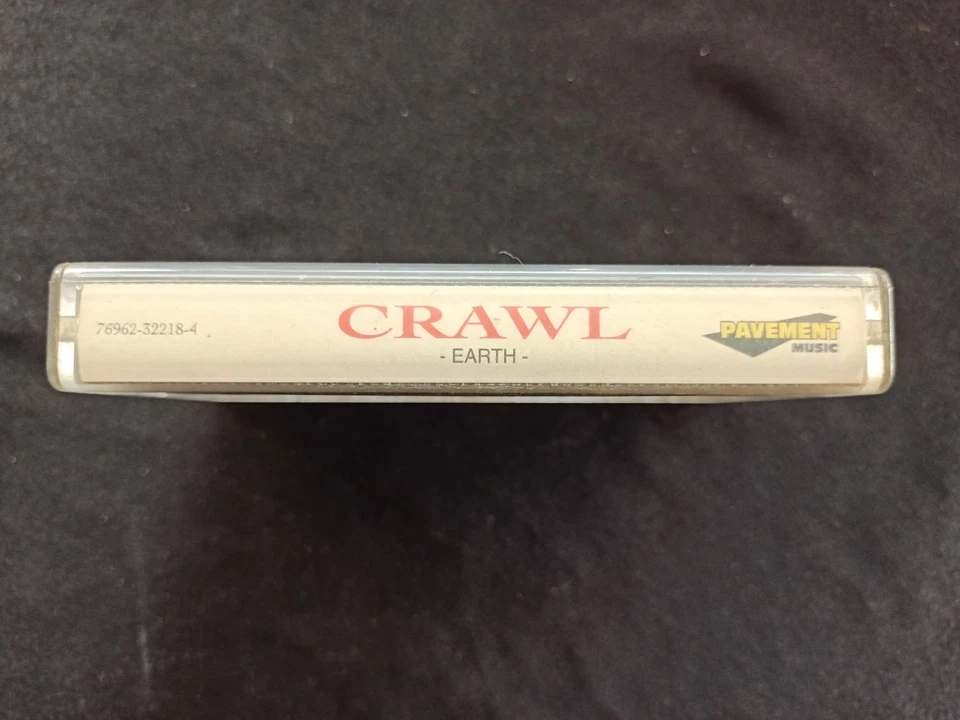 76962-32218-4
CRAWL
- EARTH -
PAVEMENT
MUSIC